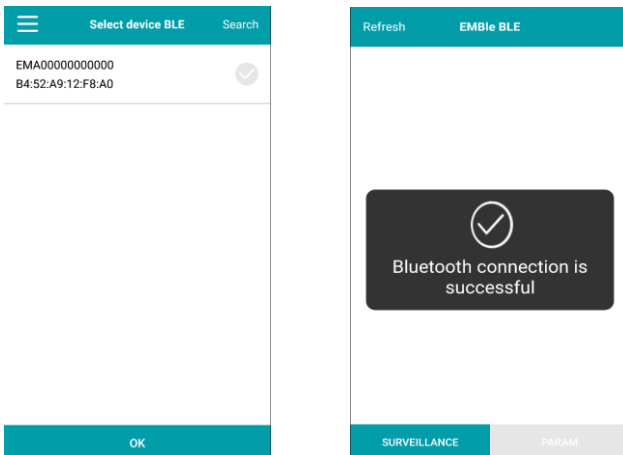 Select device BLE Search
EMA00000000000
B4:52:A9:12:F8:A0
OK
Refresh EMBle BLE
Bluetooth connection is
successful
SURVEILLANCE PARAM